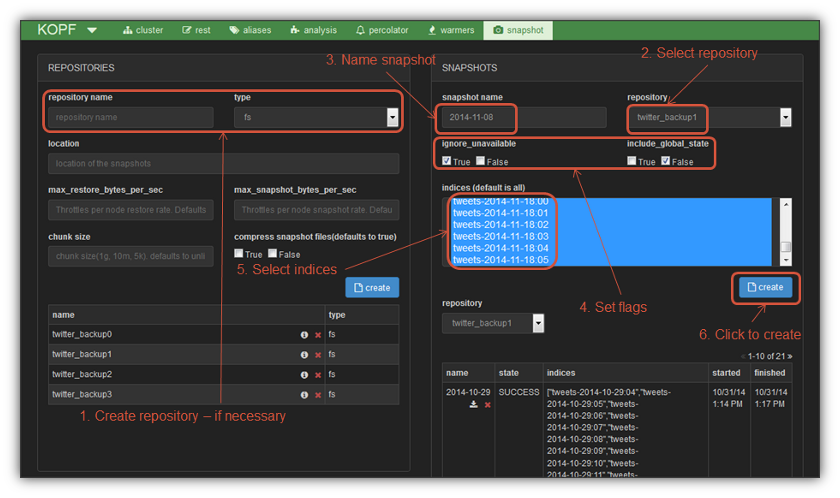 KOPF cluster rest aliases analysis percolator warmers snapshot
REPOSITORIES
repository name type
repository name fs
location
location of the snapshots
max_restore_bytes_per_sec max_snapshot_bytes_per_sec
Throttles per node restore rate. Defaults Throttles per node snapshot rate. Defau
chunk size compress snapshot files(defaults to true)
chunk size(1g, 10m, 5k). defaults to unli True False
5. Select indices
create
name type
twitter_backup0 fs
twitter_backup1 fs
twitter_backup2 fs
twitter_backup3 fs
1. Create repository – if necessary
3. Name snapshot
2. Select repository
SNAPSHOTS
snapshot name repository
2014-11-08 twitter_backup1
ignore_unavailable include_global_state
True False True False
indices (default is all)
tweets-2014-11-18:00
tweets-2014-11-18:01
tweets-2014-11-18:02
tweets-2014-11-18:03
tweets-2014-11-18:04
tweets-2014-11-18:05
create
4. Set flags
repository
twitter_backup1
6. Click to create
« 1-10 of 21 »
name state indices started finished
2014-10-29 SUCCESS ["tweets-2014-10-29:04","tweets- 10/31/14 10/31/14
2014-10-29:05","tweets- 1:14 PM 1:17 PM
2014-10-29:06","tweets-
2014-10-29:07","tweets-
2014-10-29:08","tweets-
2014-10-29:09","tweets-
2014-10-29:10","tweets-
2014-10-29:11","tweets-